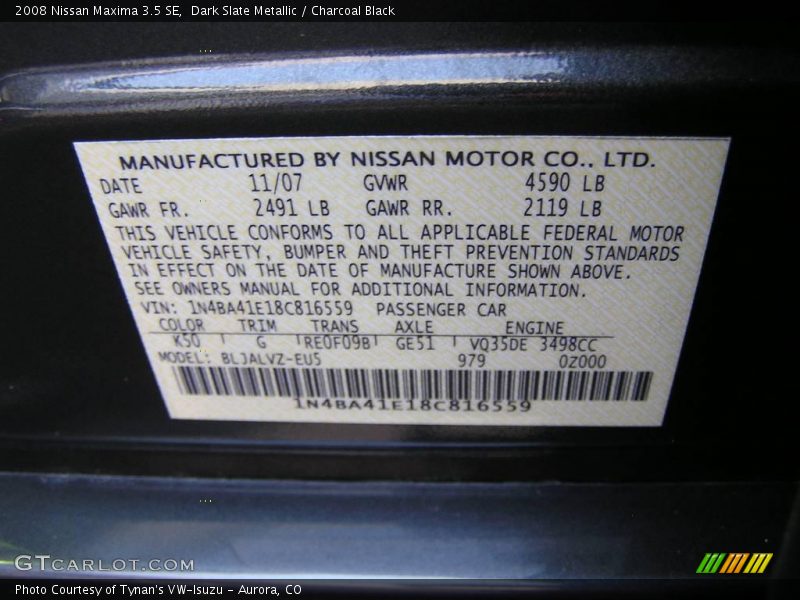 2008 Nissan Maxima 3.5 SE,  Dark Slate Metallic / Charcoal Black
MANUFACTURED BY NISSAN MOTOR CO., LTD.
DATE 11/07 GVWR 4590 LB
GAWR FR. 2491 LB GAWR RR. 2119 LB
THIS VEHICLE CONFORMS TO ALL APPLICABLE FEDERAL MOTOR
VEHICLE SAFETY, BUMPER AND THEFT PREVENTION STANDARDS
IN EFFECT ON THE DATE OF MANUFACTURE SHOWN ABOVE.
SEE OWNERS MANUAL FOR ADDITIONAL INFORMATION.
VIN: 1N4BA41E18C816559 PASSENGER CAR
COLOR TRIM TRANS AXLE ENGINE
K50 G RE0F09B GE51 VQ35DE 3498CC
MODEL: BLJALVZ-EU5 979 0Z000
1N4BA41E18C816559
GTcarlot.com
Photo Courtesy of Tynan's VW-Isuzu - Aurora, CO